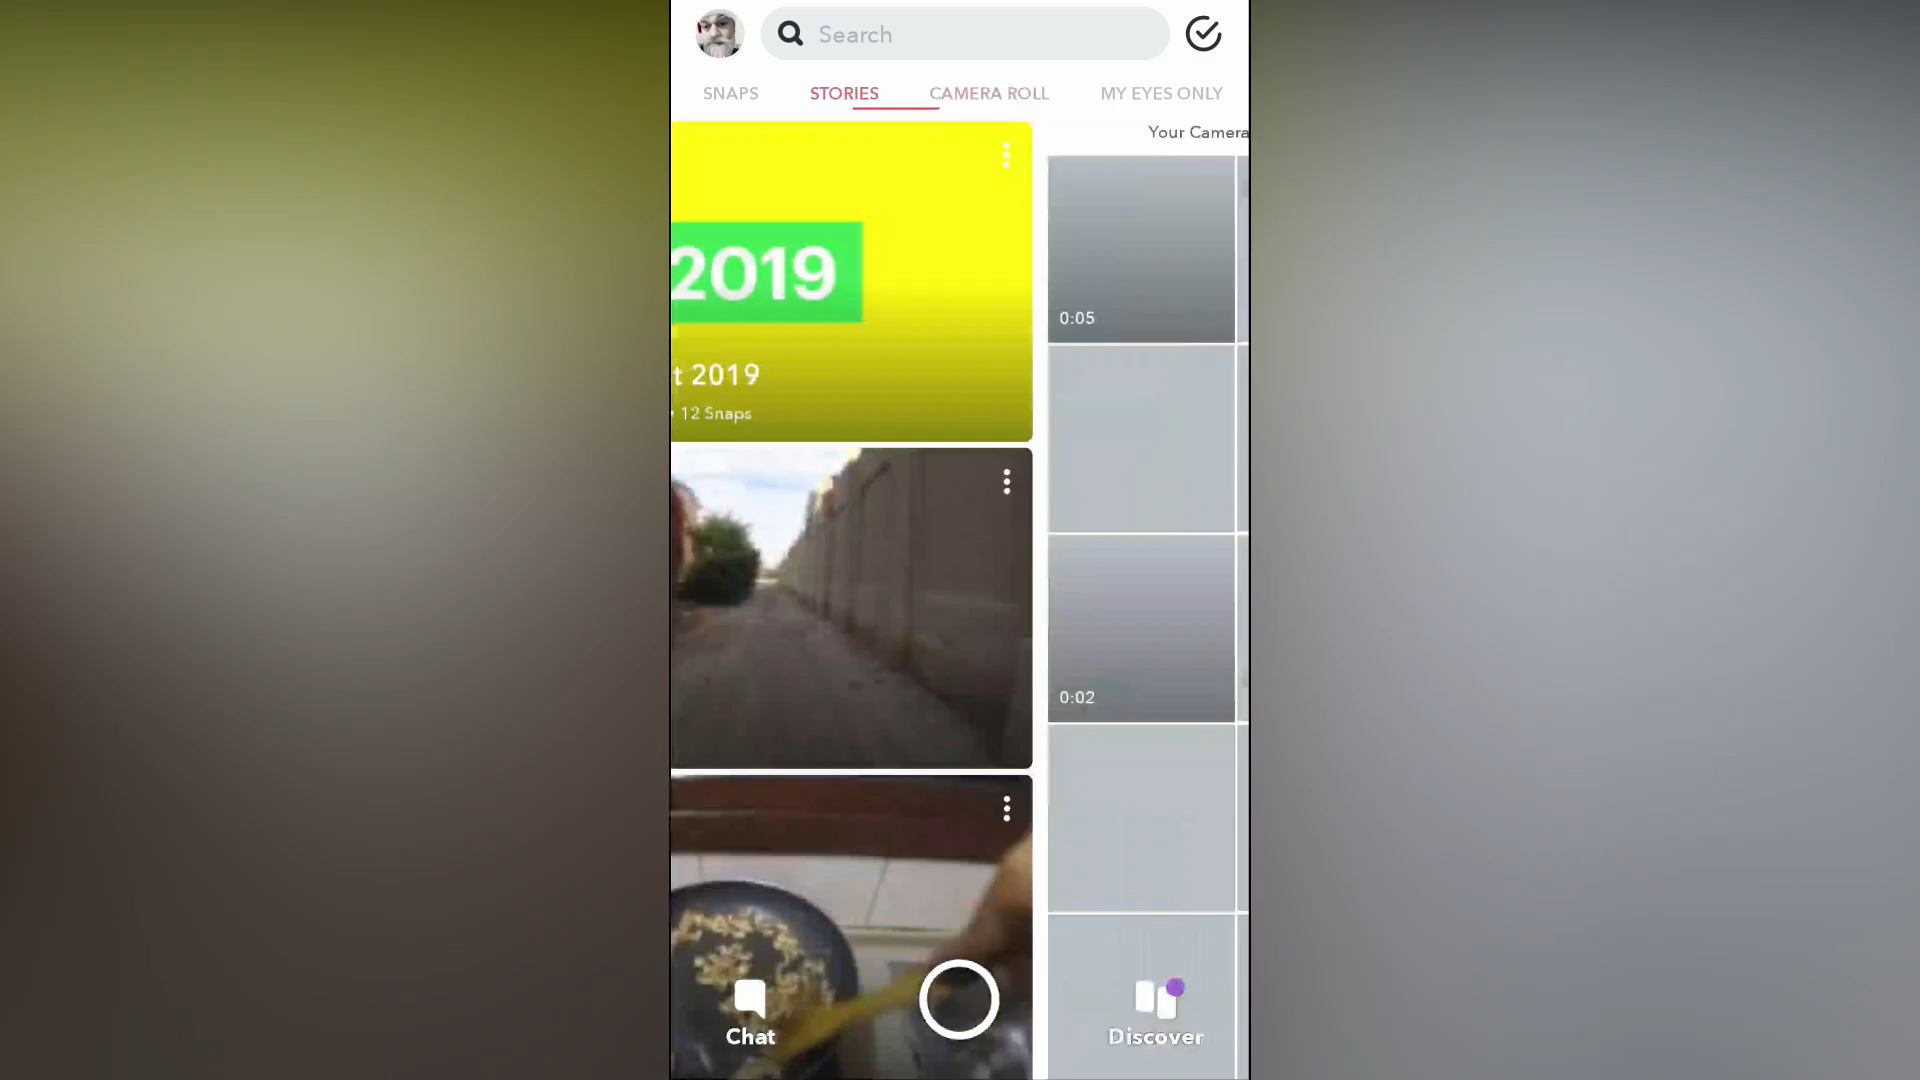 Search
SNAPS
STORIES
CAMERA ROLL
MY EYES ONLY
Your Camera
2019
t 2019
• 12 Snaps
0:05
0:02
Chat
Discover